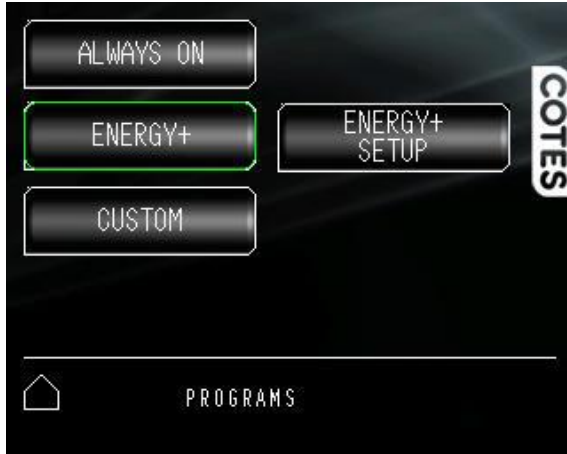 ALWAYS ON
ENERGY+
ENERGY+
SETUP
CUSTOM
COTES
PROGRAMS